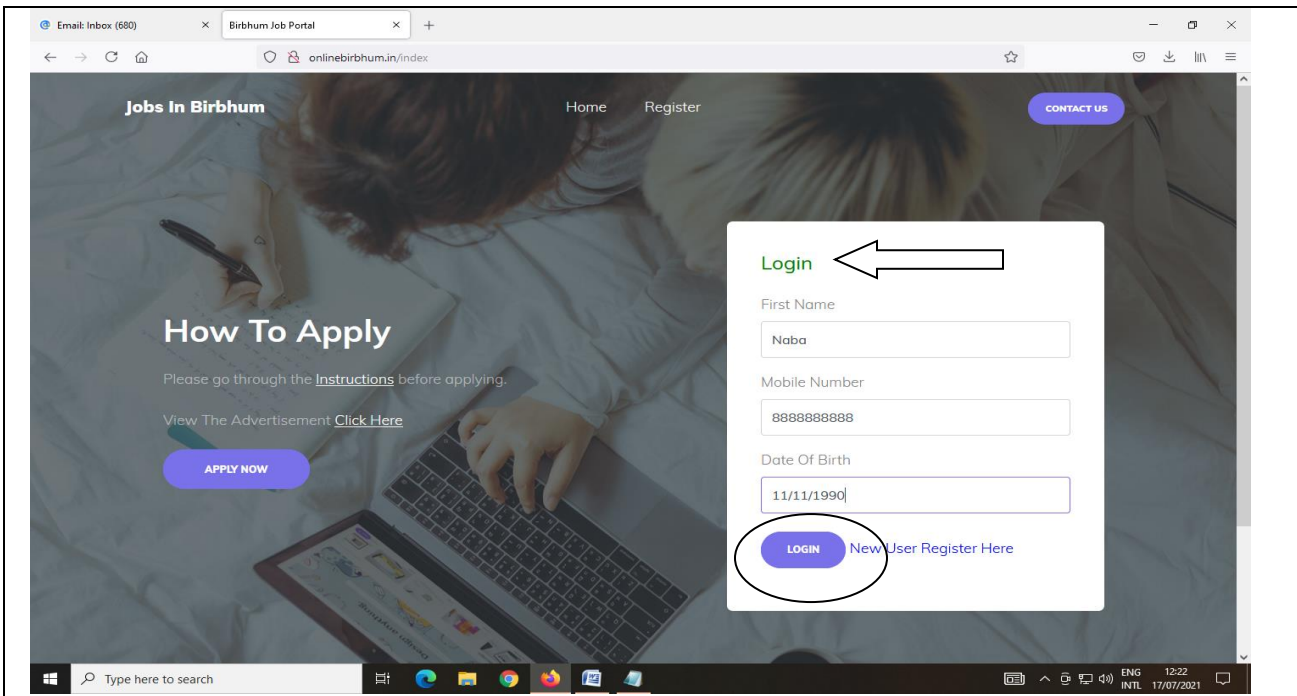 Email: Inbox (680)
Birbhum Job Portal
onlinebirbhum.in/index
Jobs In Birbhum
Home
Register
CONTACT US
How To Apply
Please go through the Instructions before applying.
View The Advertisement Click Here
APPLY NOW
Login
First Name
Naba
Mobile Number
8888888888
Date Of Birth
11/11/1990
LOGIN
New User Register Here
Type here to search
ENG
INTL
12:22
17/07/2021